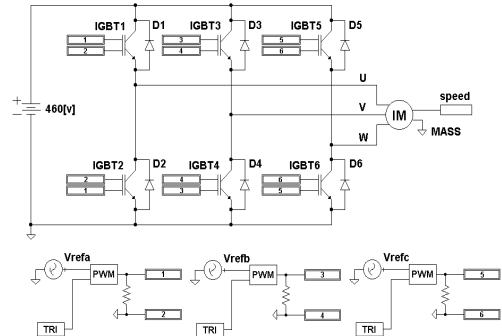 IGBT1 D1 IGBT3 D3 IGBT5 D5
1 3 5
2 4 6
U
speed
460[v]
V
IM
MASS
W
IGBT2 D2 IGBT4 D4 IGBT6 D6
2 4 6
1 3 5
Vrefa Vrefb Vrefc
PWM 1 PWM 3 PWM 5
2 4 6
TRI TRI TRI